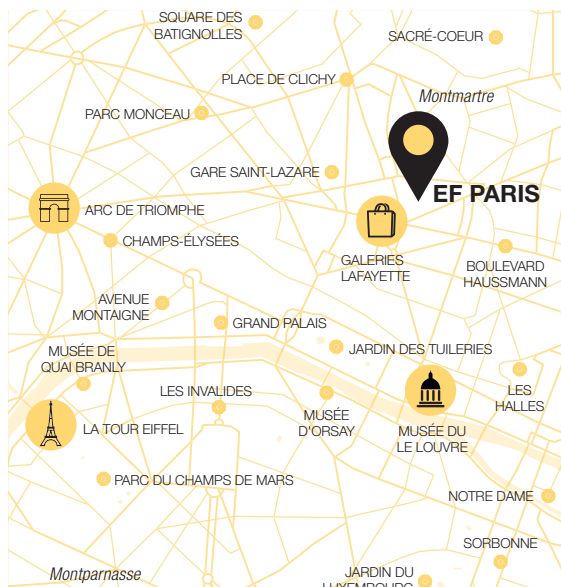 SQUARE DES
BATIGNOLLES
SACRÉ-COEUR
PLACE DE CLICHY
Montmartre
PARC MONCEAU
GARE SAINT-LAZARE
EF PARIS
ARC DE TRIOMPHE
CHAMPS-ÉLYSÉES
GALERIES
LAFAYETTE
BOULEVARD
HAUSSMANN
AVENUE
MONTAIGNE
GRAND PALAIS
MUSÉE DE
QUAI BRANLY
JARDIN DES TUILERIES
LES INVALIDES
LES
HALLES
MUSÉE
D'ORSAY
LA TOUR EIFFEL
MUSÉE DU
LE LOUVRE
PARC DU CHAMPS DE MARS
NOTRE DAME
SORBONNE
Montparnasse
JARDIN DU
LUXEMBOURG